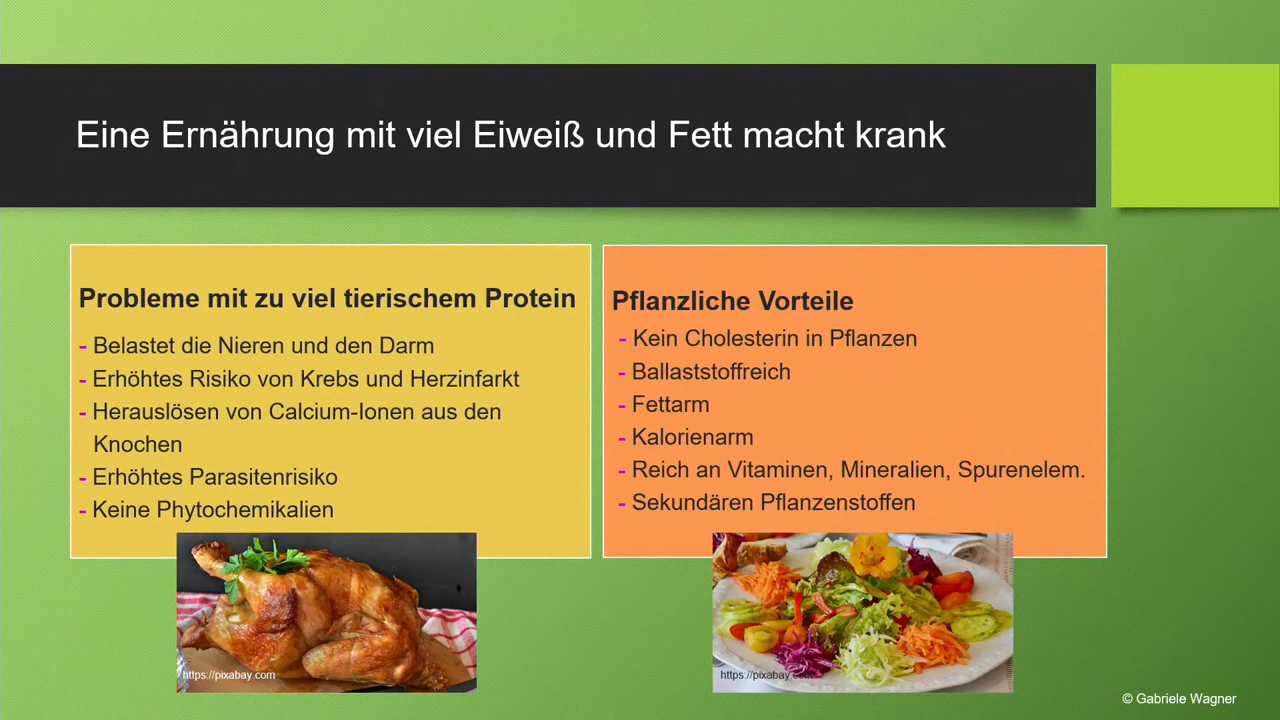 Eine Ernährung mit viel Eiweiß und Fett macht krank
Probleme mit zu viel tierischem Protein
- Belastet die Nieren und den Darm
- Erhöhtes Risiko von Krebs und Herzinfarkt
- Herauslösen von Calcium-Ionen aus den
Knochen
- Erhöhtes Parasitenrisiko
- Keine Phytochemikalien
Pflanzliche Vorteile
- Kein Cholesterin in Pflanzen
- Ballaststoffreich
- Fettarm
- Kalorienarm
- Reich an Vitaminen, Mineralien, Spurenelem.
- Sekundären Pflanzenstoffen
https://pixabay.com
https://pixabay.com
© Gabriele Wagner